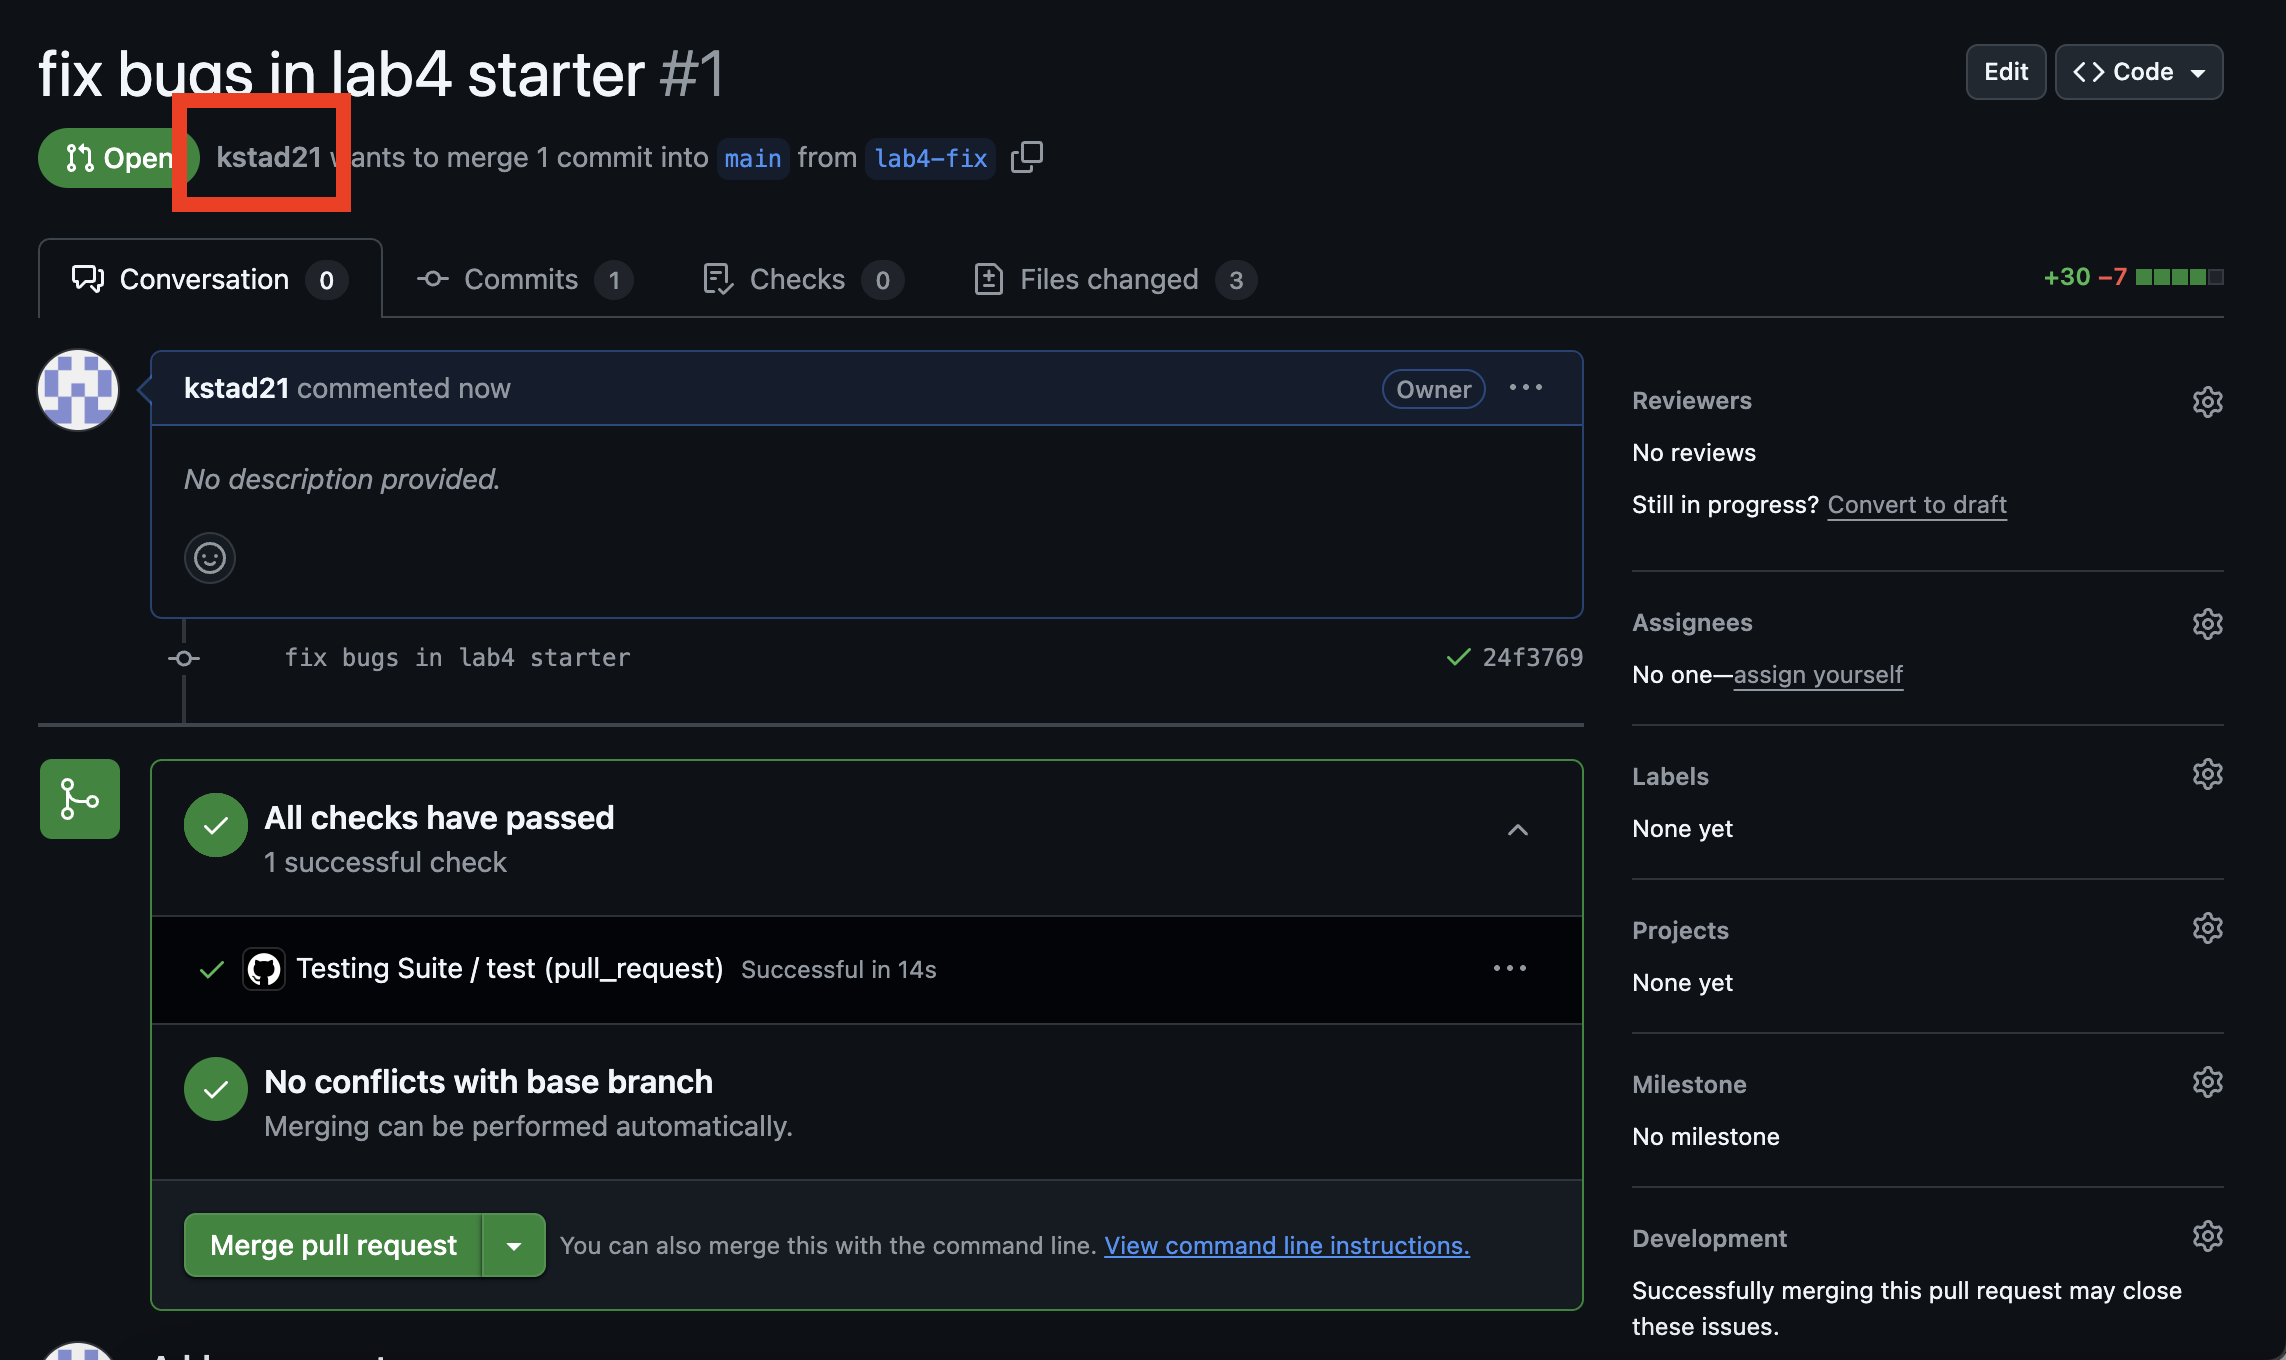 fix bugs in lab4 starter #1
Edit
Code
Open
kstad21 wants to merge 1 commit into main from lab4-fix
Conversation 0
Commits 1
Checks 0
Files changed 3
+30 −7
kstad21 commented now
Owner
No description provided.
fix bugs in lab4 starter
24f3769
All checks have passed
1 successful check
Testing Suite / test (pull_request) Successful in 14s
No conflicts with base branch
Merging can be performed automatically.
Merge pull request
You can also merge this with the command line. View command line instructions.
Reviewers
No reviews
Still in progress? Convert to draft
Assignees
No one—assign yourself
Labels
None yet
Projects
None yet
Milestone
No milestone
Development
Successfully merging this pull request may close
these issues.